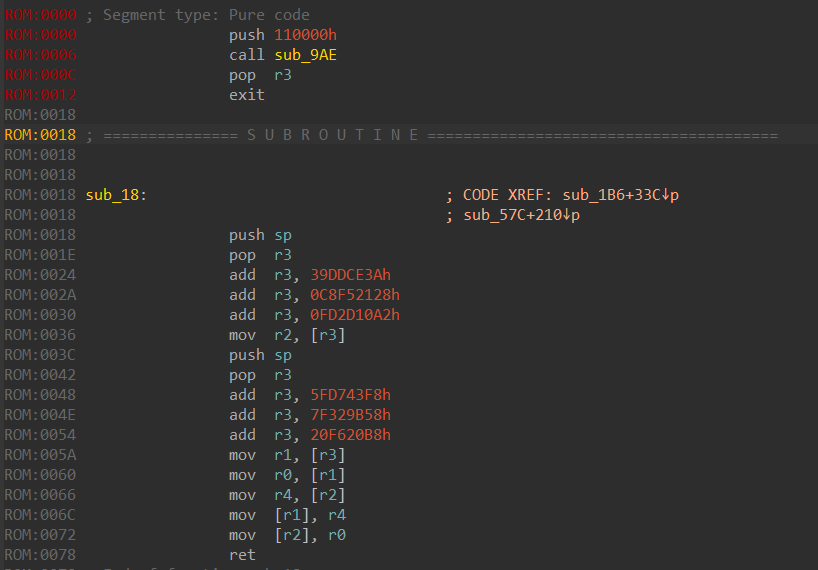 ROM:0000 ; Segment type: Pure code
ROM:0000 push 110000h
ROM:0006 call sub_9AE
ROM:000C pop r3
ROM:0012 exit
ROM:0018
ROM:0018 ; =============== S U B R O U T I N E =======================================
ROM:0018
ROM:0018
ROM:0018 sub_18: ; CODE XREF: sub_1B6+33C↓p
ROM:0018 ; sub_57C+210↓p
ROM:0018 push sp
ROM:001E pop r3
ROM:0024 add r3, 39DDCE3Ah
ROM:002A add r3, 0C8F52128h
ROM:0030 add r3, 0FD2D10A2h
ROM:0036 mov r2, [r3]
ROM:003C push sp
ROM:0042 pop r3
ROM:0048 add r3, 5FD743F8h
ROM:004E add r3, 7F329B58h
ROM:0054 add r3, 20F620B8h
ROM:005A mov r1, [r3]
ROM:0060 mov r0, [r1]
ROM:0066 mov r4, [r2]
ROM:006C mov [r1], r4
ROM:0072 mov [r2], r0
ROM:0078 ret